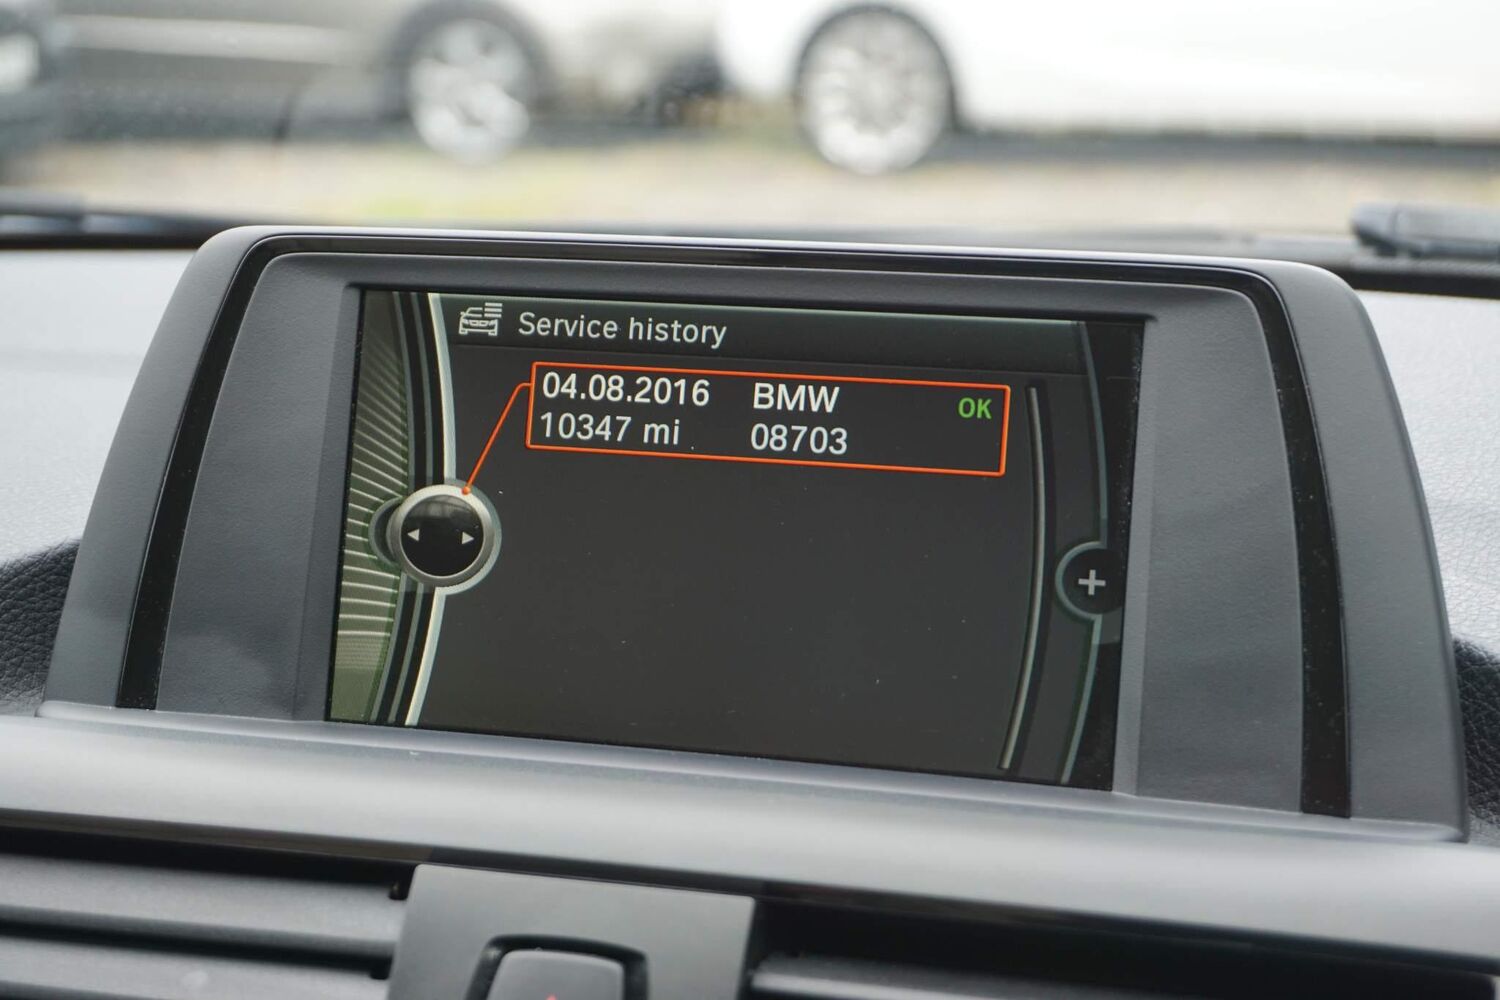 Service history
04.08.2016 BMW OK
10347 mi 08703